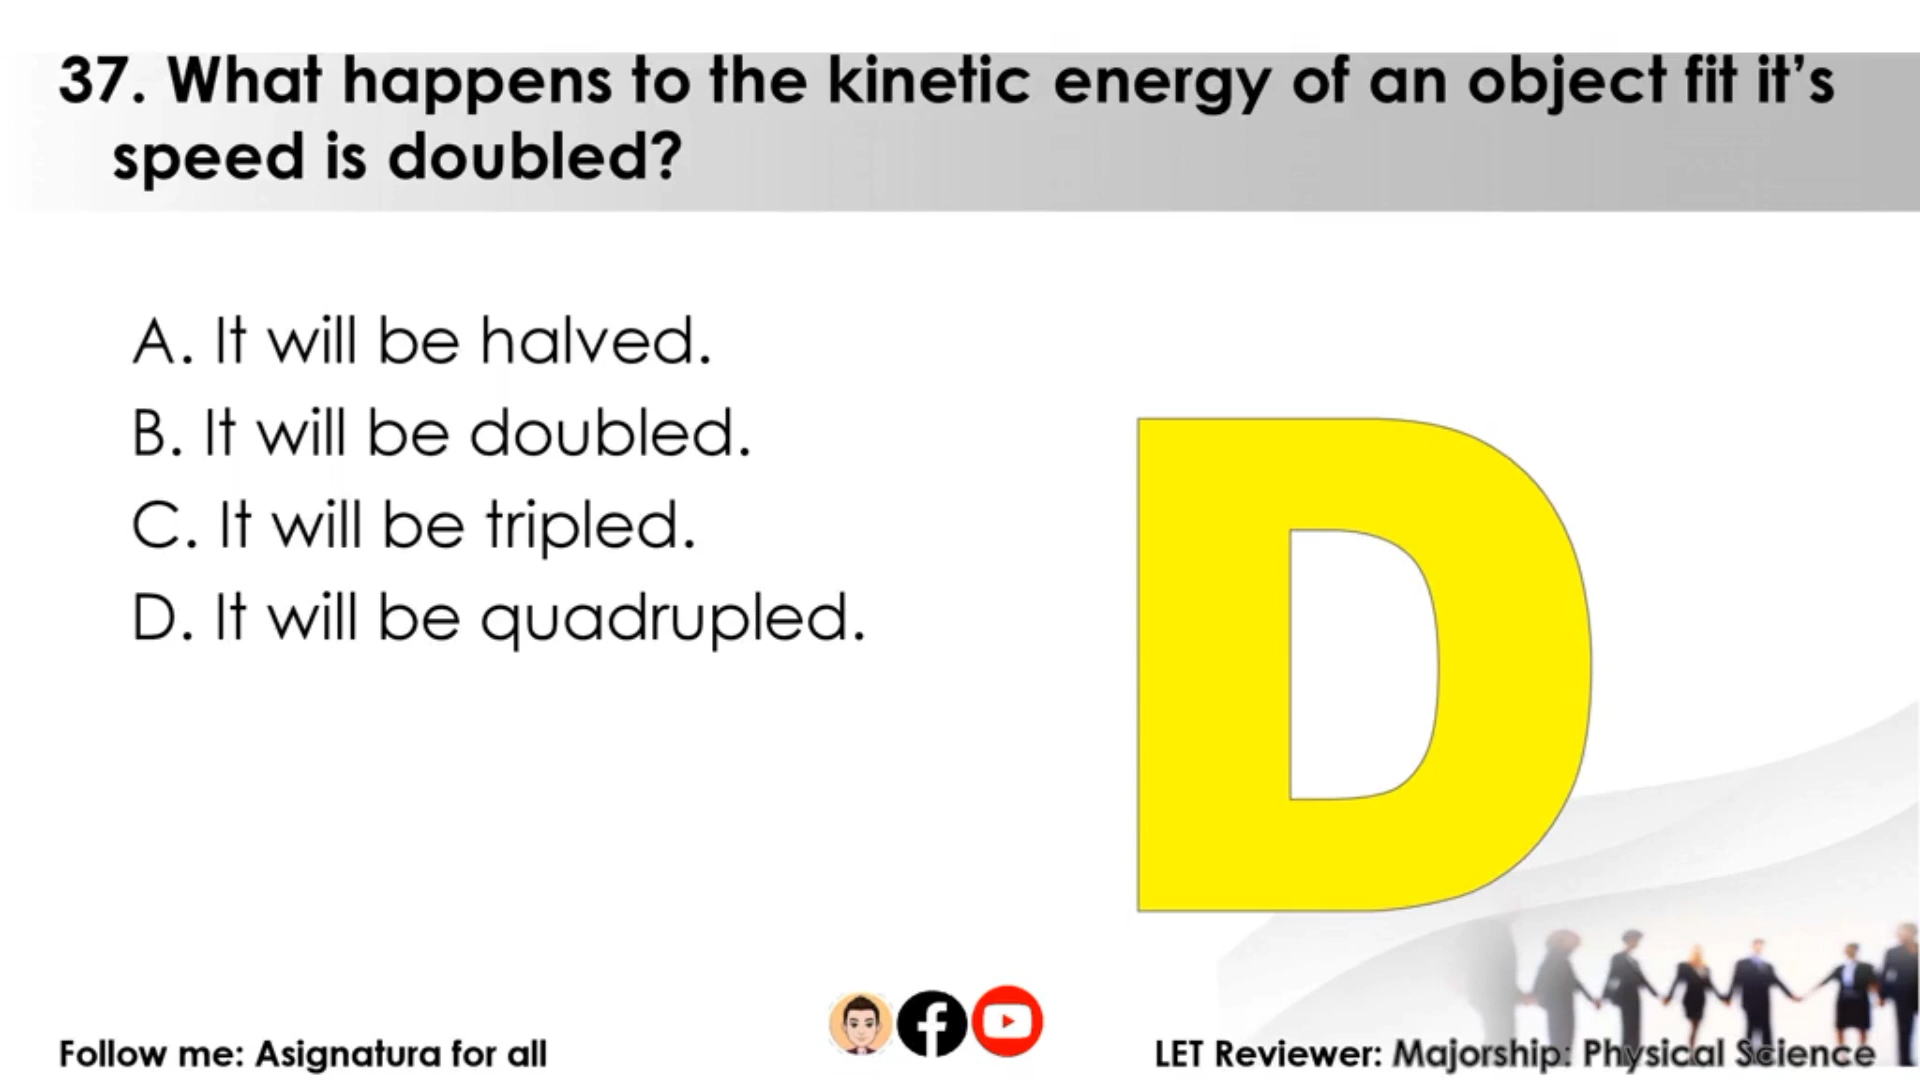 37. What happens to the kinetic energy of an object fit it’s
speed is doubled?
A. It will be halved.
B. It will be doubled.
C. It will be tripled.
D. It will be quadrupled.
D
Follow me: Asignatura for all
LET Reviewer: Majorship: Physical Science